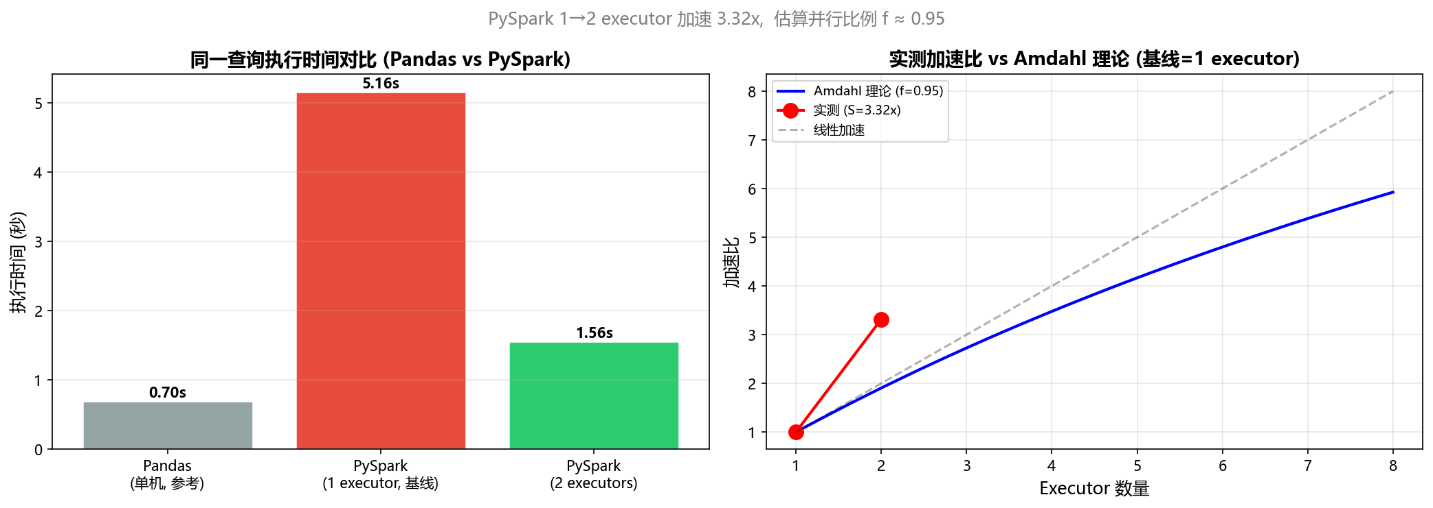 PySpark 1→2 executor 加速 3.32x, 估算并行比例 f ≈ 0.95
同一查询执行时间对比 (Pandas vs PySpark)
执行时间 (秒)
5
4
3
2
1
0
0.70s
5.16s
1.56s
Pandas
(单机, 参考)
PySpark
(1 executor, 基线)
PySpark
(2 executors)
实测加速比 vs Amdahl 理论 (基线=1 executor)
Amdahl 理论 (f=0.95)
实测 (S=3.32x)
线性加速
加速比
8
7
6
5
4
3
2
1
1
2
3
4
5
6
7
8
Executor 数量